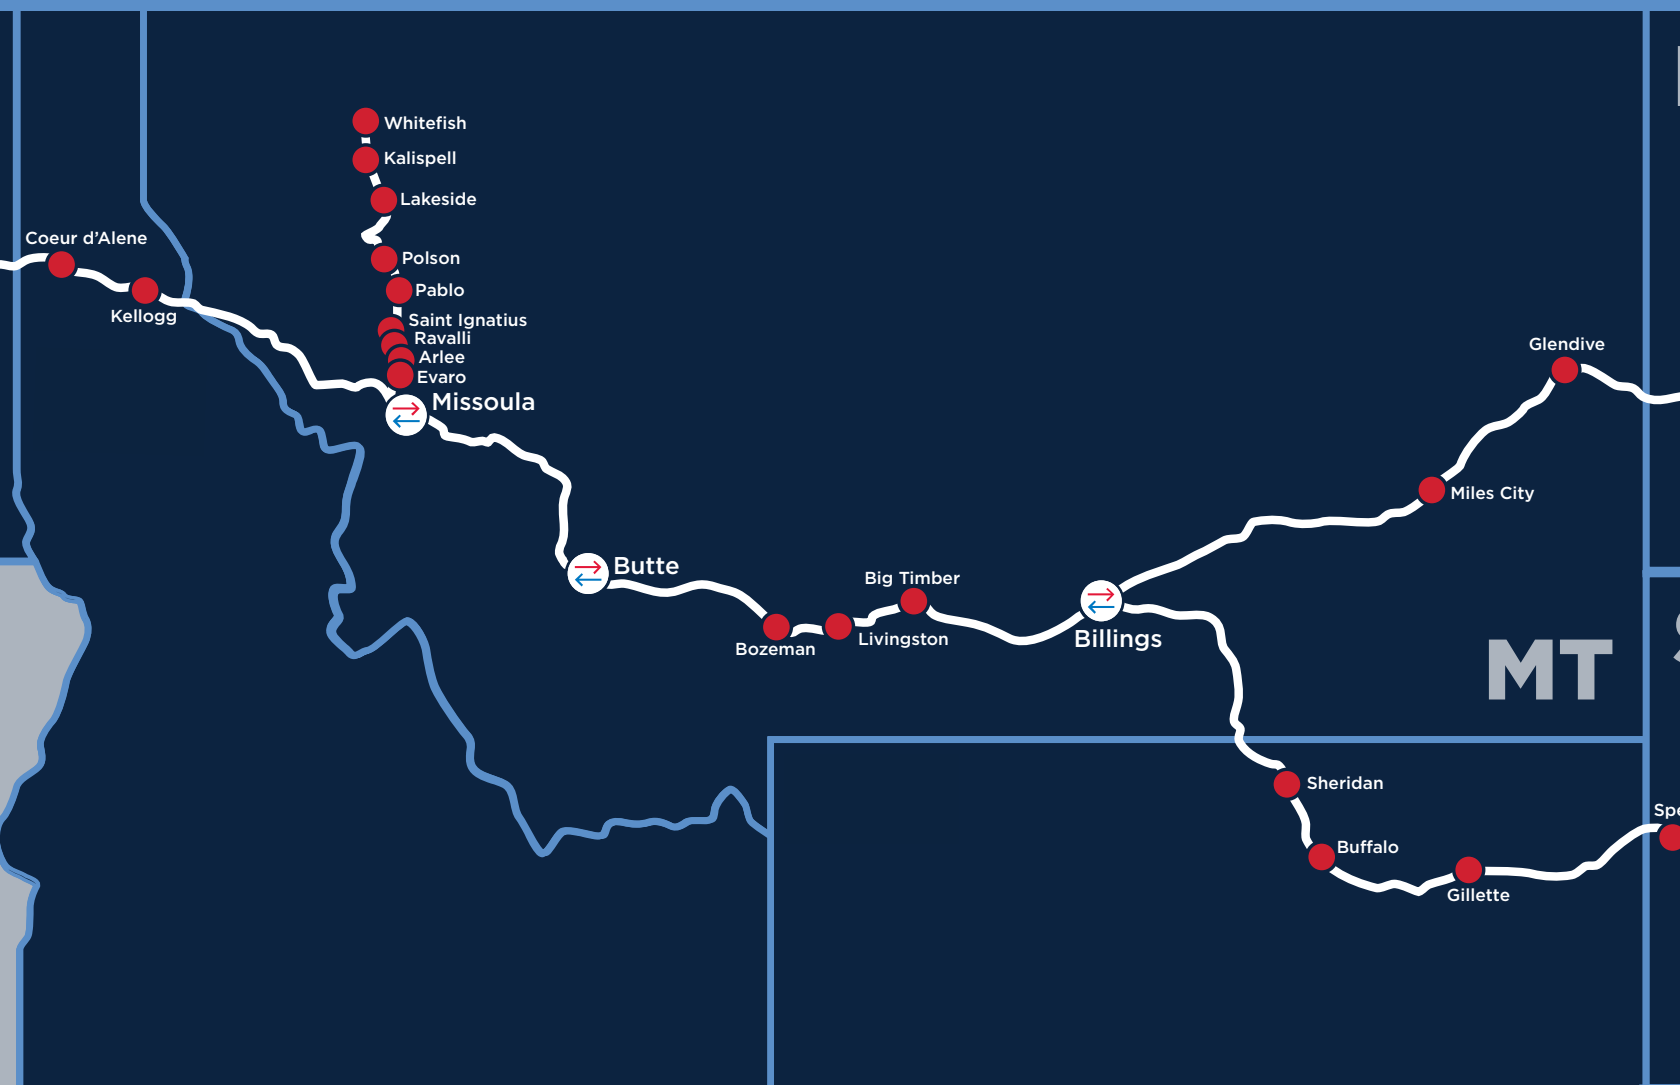 Whitefish
Kalispell
Lakeside
Coeur d’Alene
Polson
Pablo
Kellogg
Saint Ignatius
Ravalli
Arlee
Evaro
Missoula
Glendive
Miles City
Butte
Big Timber
Bozeman
Livingston
Billings
MT
Sheridan
Spe
Buffalo
Gillette